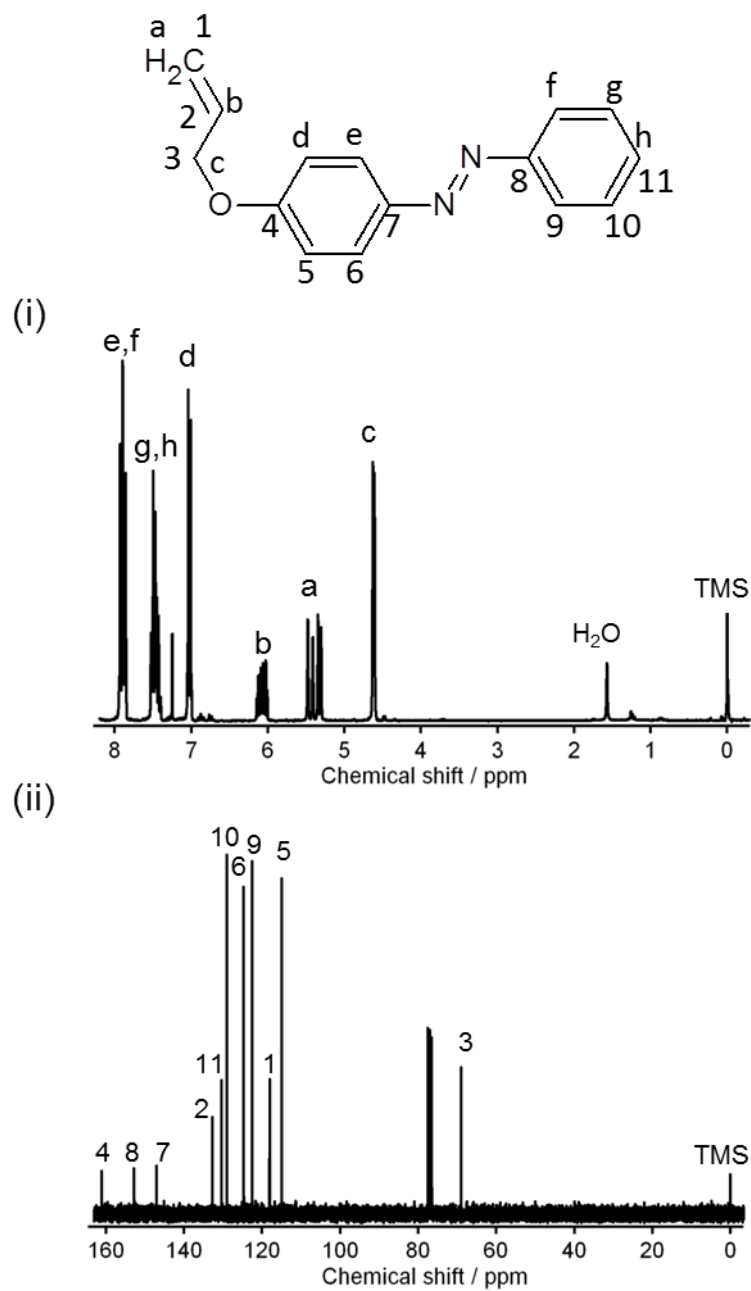 a 1
H₂C
b
2
3 c
O
d e
4
5 6
7
N
N
f g
h
8
11
9 10
(i)
e,f
d
g,h
c
a
b
H₂O
TMS
8 7 6 5 4 3 2 1 0
Chemical shift / ppm
(ii)
10
9
6
5
11
1
2
3
4 8 7
TMS
160 140 120 100 80 60 40 20 0
Chemical shift / ppm